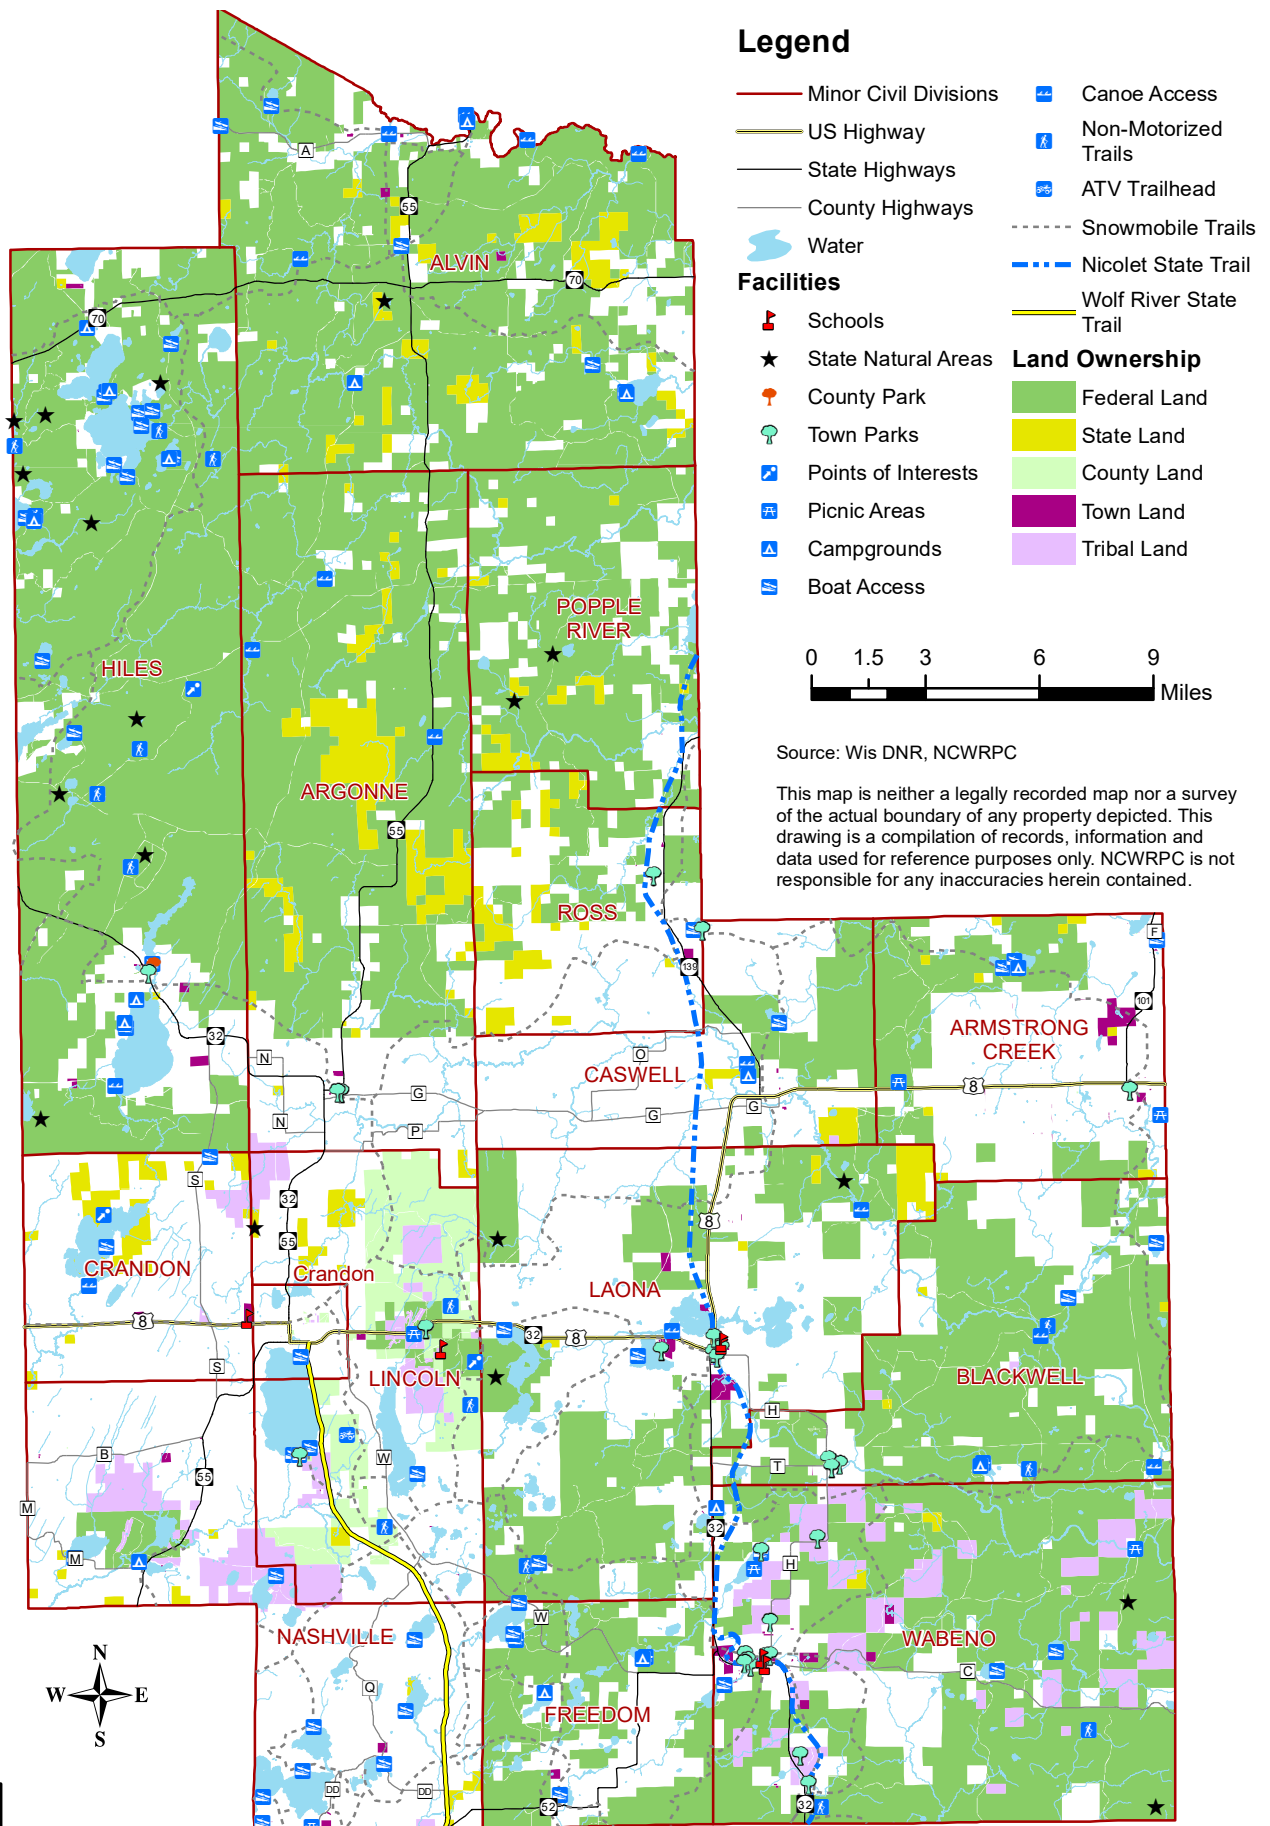 Legend
Minor Civil Divisions
US Highway
State Highways
County Highways
Water
Facilities
Schools
State Natural Areas
County Park
Town Parks
Points of Interests
Picnic Areas
Campgrounds
Boat Access
Canoe Access
Non-Motorized
Trails
ATV Trailhead
Snowmobile Trails
Nicolet State Trail
Wolf River State
Trail
Land Ownership
Federal Land
State Land
County Land
Town Land
Tribal Land
0 1.5 3 6 9
Miles
Source: Wis DNR, NCWRPC
This map is neither a legally recorded map nor a survey
of the actual boundary of any property depicted. This
drawing is a compilation of records, information and
data used for reference purposes only. NCWRPC is not
responsible for any inaccuracies herein contained.
A
55
ALVIN
70
70
POPPLE
RIVER
HILES
ARGONNE
55
ROSS
F
139
101
32
ARMSTRONG
CREEK
N
O
CASWELL
8
G
G
G
N
P
S
32
8
55
CRANDON
Crandon
LAONA
8
32
8
S
LINCOLN
BLACKWELL
H
B
W
T
55
M
32
M
H
W
NASHVILLE
WABENO
C
Q
FREEDOM
DD
DD
52
32
N
W E
S